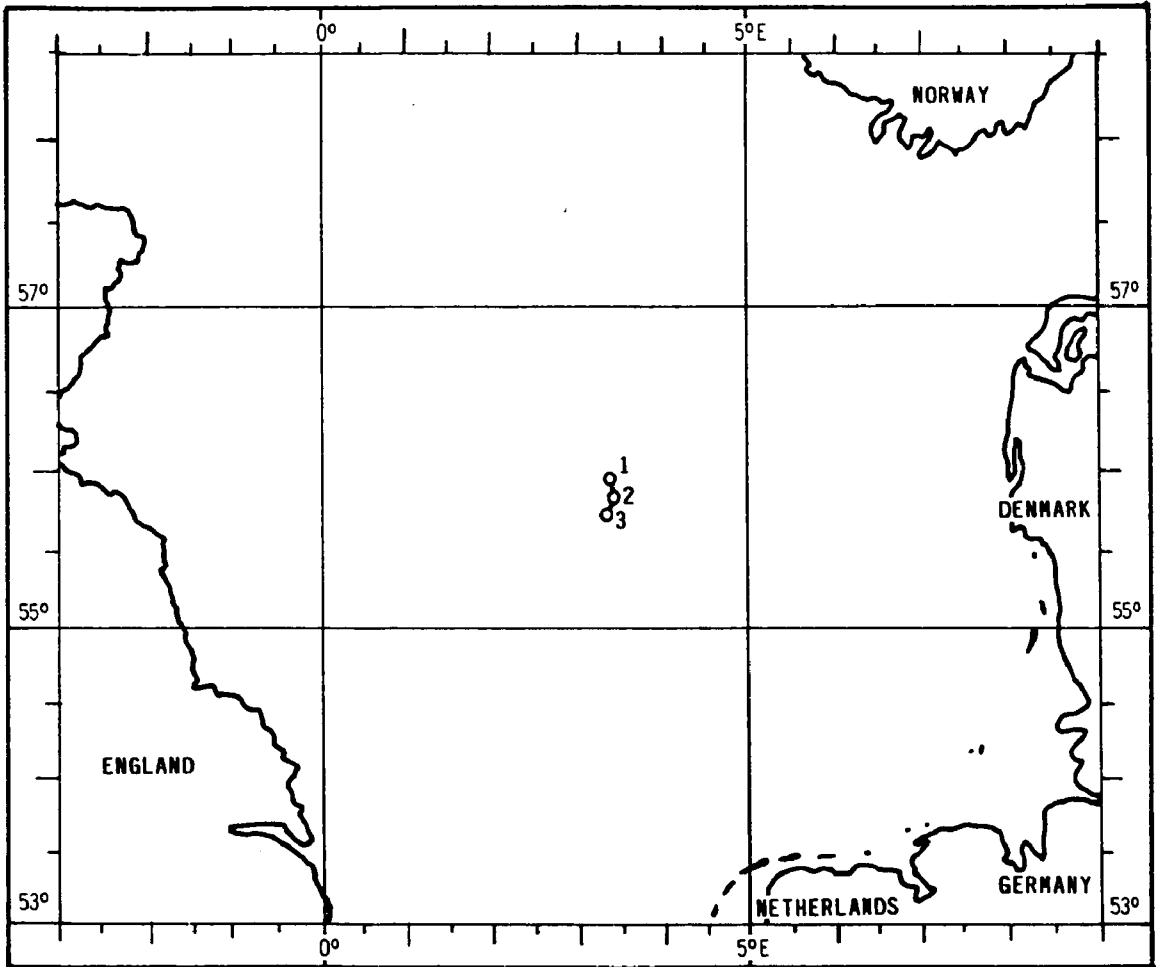 0° 5°E
NORWAY
57° 57°
1
2
3
DENMARK
55° 55°
ENGLAND
GERMANY
NETHERLANDS
53° 53°
0° 5°E